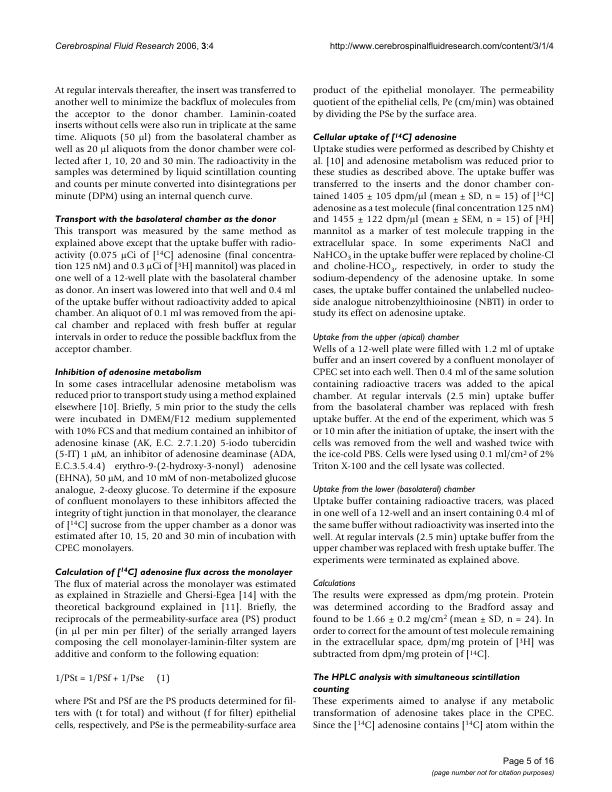 Cerebrospinal Fluid Research 2006, 3:4
http://www.cerebrospinalfluidresearch.com/content/3/1/4
At regular intervals thereafter, the insert was transferred to
another well to minimize the backflux of molecules from
the acceptor to the donor chamber. Laminin-coated
inserts without cells were also run in triplicate at the same
time. Aliquots (50 μl) from the basolateral chamber as
well as 20 μl aliquots from the donor chamber were col-
lected after 1, 10, 20 and 30 min. The radioactivity in the
samples was determined by liquid scintillation counting
and counts per minute converted into disintegrations per
minute (DPM) using an internal quench curve.
Transport with the basolateral chamber as the donor
This transport was measured by the same method as
explained above except that the uptake buffer with radio-
activity (0.075 μCi of [¹⁴C] adenosine (final concentra-
tion 125 nM) and 0.3 μCi of [³H] mannitol) was placed in
one well of a 12-well plate with the basolateral chamber
as donor. An insert was lowered into that well and 0.4 ml
of the uptake buffer without radioactivity added to apical
chamber. An aliquot of 0.1 ml was removed from the api-
cal chamber and replaced with fresh buffer at regular
intervals in order to reduce the possible backflux from the
acceptor chamber.
Inhibition of adenosine metabolism
In some cases intracellular adenosine metabolism was
reduced prior to transport study using a method explained
elsewhere [10]. Briefly, 5 min prior to the study the cells
were incubated in DMEM/F12 medium supplemented
with 10% FCS and that medium contained an inhibitor of
adenosine kinase (AK, E.C. 2.7.1.20) 5-iodo tubercidin
(5-IT) 1 μM, an inhibitor of adenosine deaminase (ADA,
E.C.3.5.4.4) erythro-9-(2-hydroxy-3-nonyl) adenosine
(EHNA), 50 μM, and 10 mM of non-metabolized glucose
analogue, 2-deoxy glucose. To determine if the exposure
of confluent monolayers to these inhibitors affected the
integrity of tight junction in that monolayer, the clearance
of [¹⁴C] sucrose from the upper chamber as a donor was
estimated after 10, 15, 20 and 30 min of incubation with
CPEC monolayers.
Calculation of [¹⁴C] adenosine flux across the monolayer
The flux of material across the monolayer was estimated
as explained in Strazielle and Ghersi-Egea [14] with the
theoretical background explained in [11]. Briefly, the
reciprocals of the permeability-surface area (PS) product
(in μl per min per filter) of the serially arranged layers
composing the cell monolayer-laminin-filter system are
additive and conform to the following equation:
1/PSt = 1/PSf + 1/Pse (1)
where PSt and PSf are the PS products determined for fil-
ters with (t for total) and without (f for filter) epithelial
cells, respectively, and PSe is the permeability-surface area
product of the epithelial monolayer. The permeability
quotient of the epithelial cells, Pe (cm/min) was obtained
by dividing the PSe by the surface area.
Cellular uptake of [¹⁴C] adenosine
Uptake studies were performed as described by Chishty et
al. [10] and adenosine metabolism was reduced prior to
these studies as described above. The uptake buffer was
transferred to the inserts and the donor chamber con-
tained 1405 ± 105 dpm/μl (mean ± SD, n = 15) of [¹⁴C]
adenosine as a test molecule (final concentration 125 nM)
and 1455 ± 122 dpm/μl (mean ± SEM, n = 15) of [³H]
mannitol as a marker of test molecule trapping in the
extracellular space. In some experiments NaCl and
NaHCO₃ in the uptake buffer were replaced by choline-Cl
and choline-HCO₃, respectively, in order to study the
sodium-dependency of the adenosine uptake. In some
cases, the uptake buffer contained the unlabelled nucleo-
side analogue nitrobenzylthioinosine (NBTI) in order to
study its effect on adenosine uptake.
Uptake from the upper (apical) chamber
Wells of a 12-well plate were filled with 1.2 ml of uptake
buffer and an insert covered by a confluent monolayer of
CPEC set into each well. Then 0.4 ml of the same solution
containing radioactive tracers was added to the apical
chamber. At regular intervals (2.5 min) uptake buffer
from the basolateral chamber was replaced with fresh
uptake buffer. At the end of the experiment, which was 5
or 10 min after the initiation of uptake, the insert with the
cells was removed from the well and washed twice with
the ice-cold PBS. Cells were lysed using 0.1 ml/cm² of 2%
Triton X-100 and the cell lysate was collected.
Uptake from the lower (basolateral) chamber
Uptake buffer containing radioactive tracers, was placed
in one well of a 12-well and an insert containing 0.4 ml of
the same buffer without radioactivity was inserted into the
well. At regular intervals (2.5 min) uptake buffer from the
upper chamber was replaced with fresh uptake buffer. The
experiments were terminated as explained above.
Calculations
The results were expressed as dpm/mg protein. Protein
was determined according to the Bradford assay and
found to be 1.66 ± 0.2 mg/cm² (mean ± SD, n = 24). In
order to correct for the amount of test molecule remaining
in the extracellular space, dpm/mg protein of [³H] was
subtracted from dpm/mg protein of [¹⁴C].
The HPLC analysis with simultaneous scintillation
counting
These experiments aimed to analyse if any metabolic
transformation of adenosine takes place in the CPEC.
Since the [¹⁴C] adenosine contains [¹⁴C] atom within the
Page 5 of 16
(page number not for citation purposes)